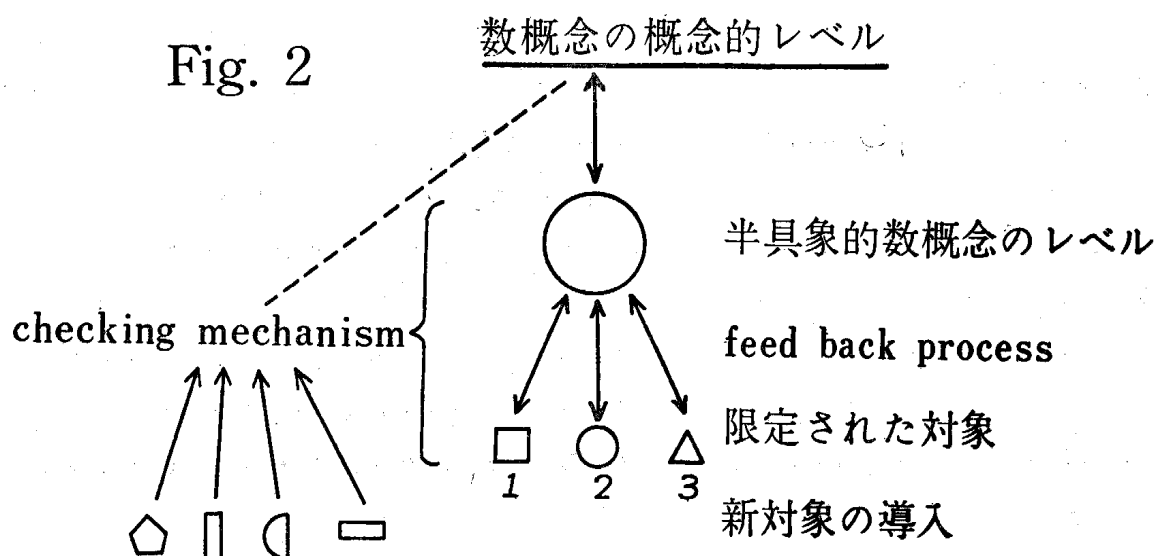 Fig. 2
数概念の概念的レベル
半具象的数概念のレベル
checking mechanism
feed back process
限定された対象
1 2 3
新対象の導入